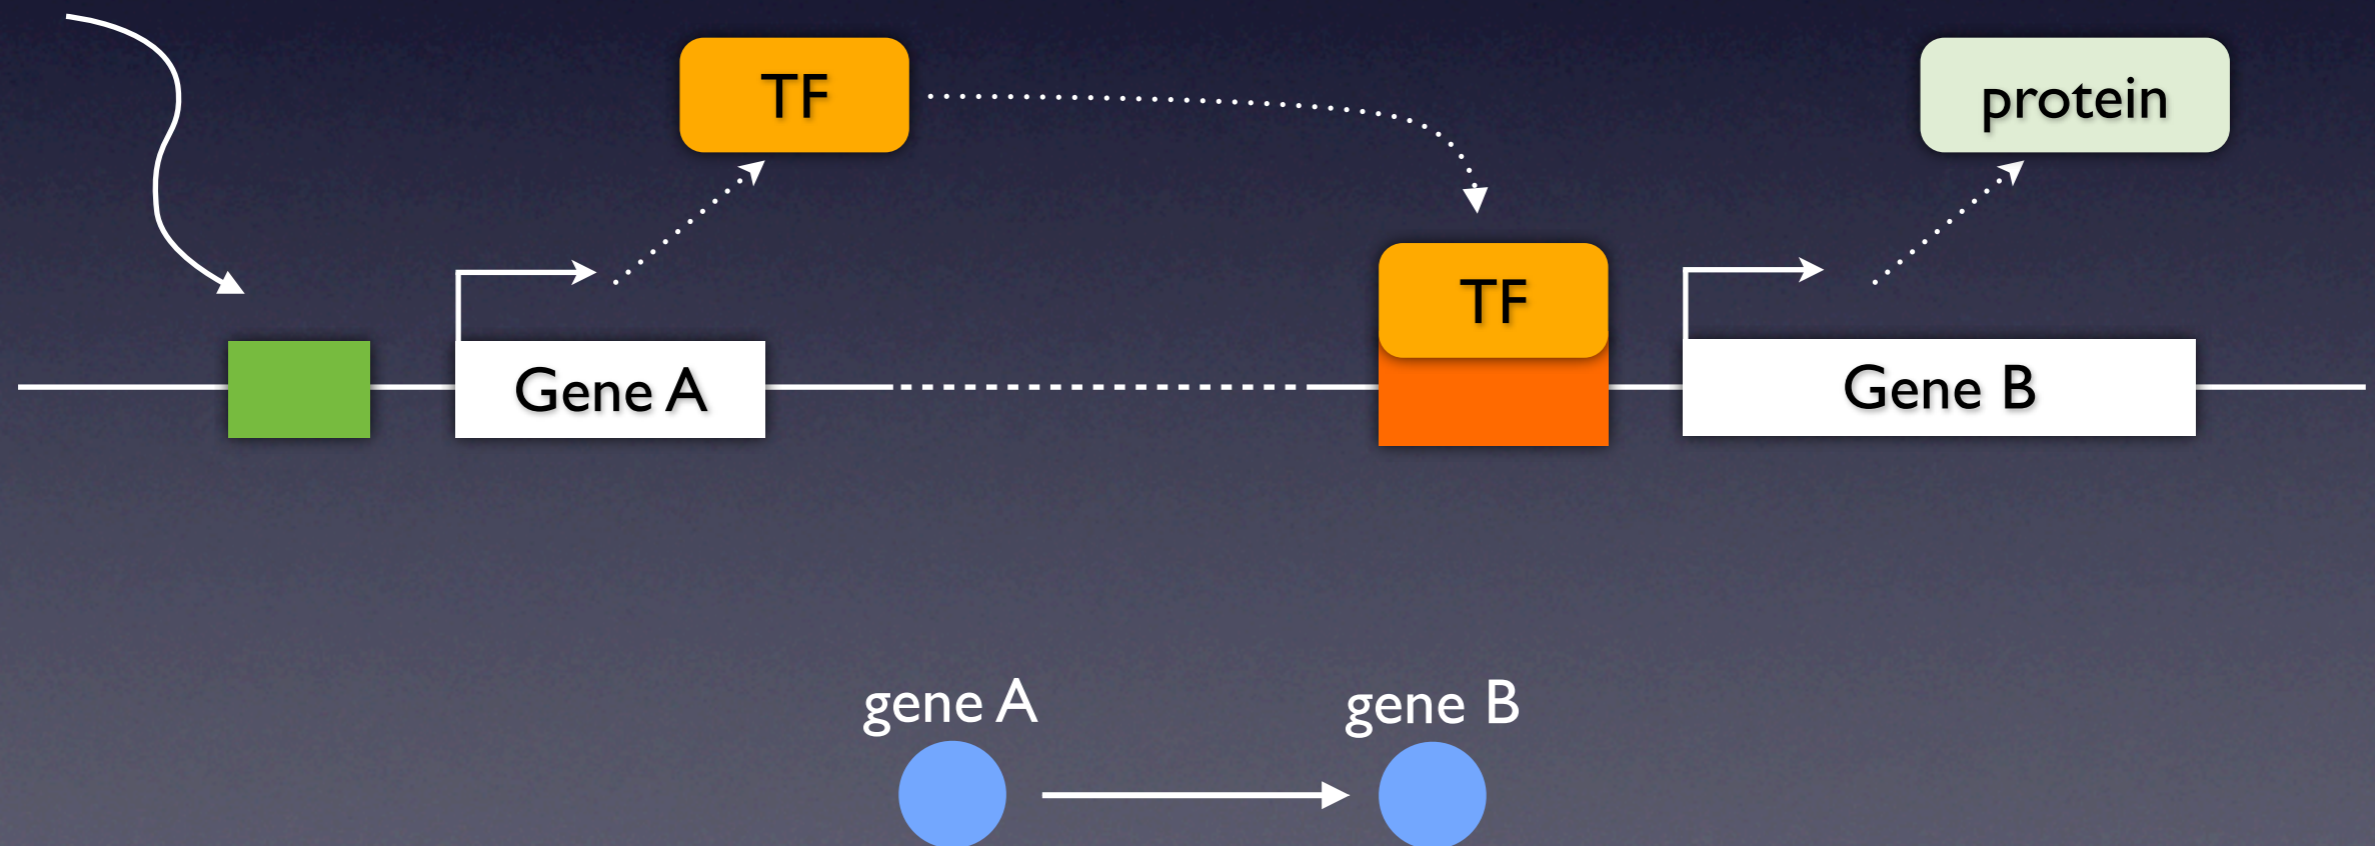 TF
protein
TF
Gene A
Gene B
gene A
gene B